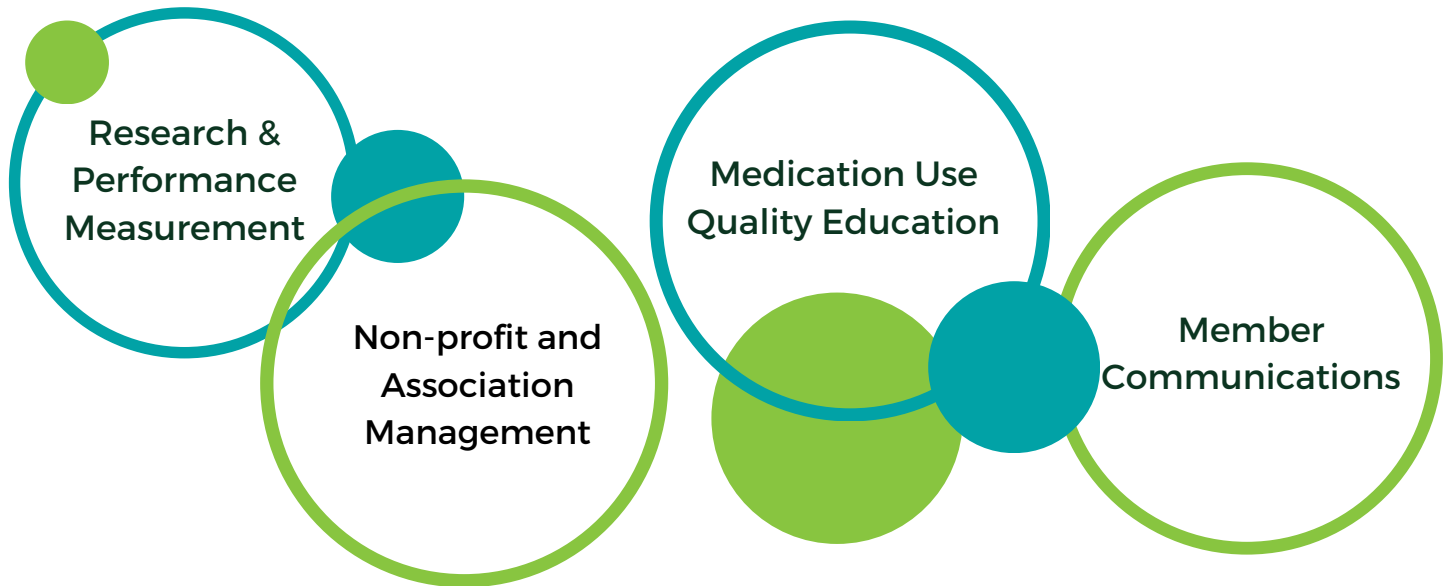 Research &
Performance
Measurement
Non-profit and
Association
Management
Medication Use
Quality Education
Member
Communications